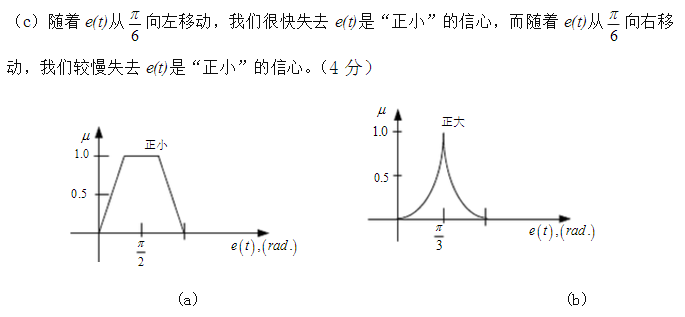 （c）随着 e(t)从 π/6 向左移动，我们很快失去 e(t)是“正小”的信心，而随着 e(t)从 π/6 向右移
动，我们较慢失去 e(t)是“正小”的信心。（4 分）
μ 正小
1.0
0.5
π/2
e(t),(rad.)
(a)
μ 正大
1.0
0.5
π/3
e(t),(rad.)
(b)